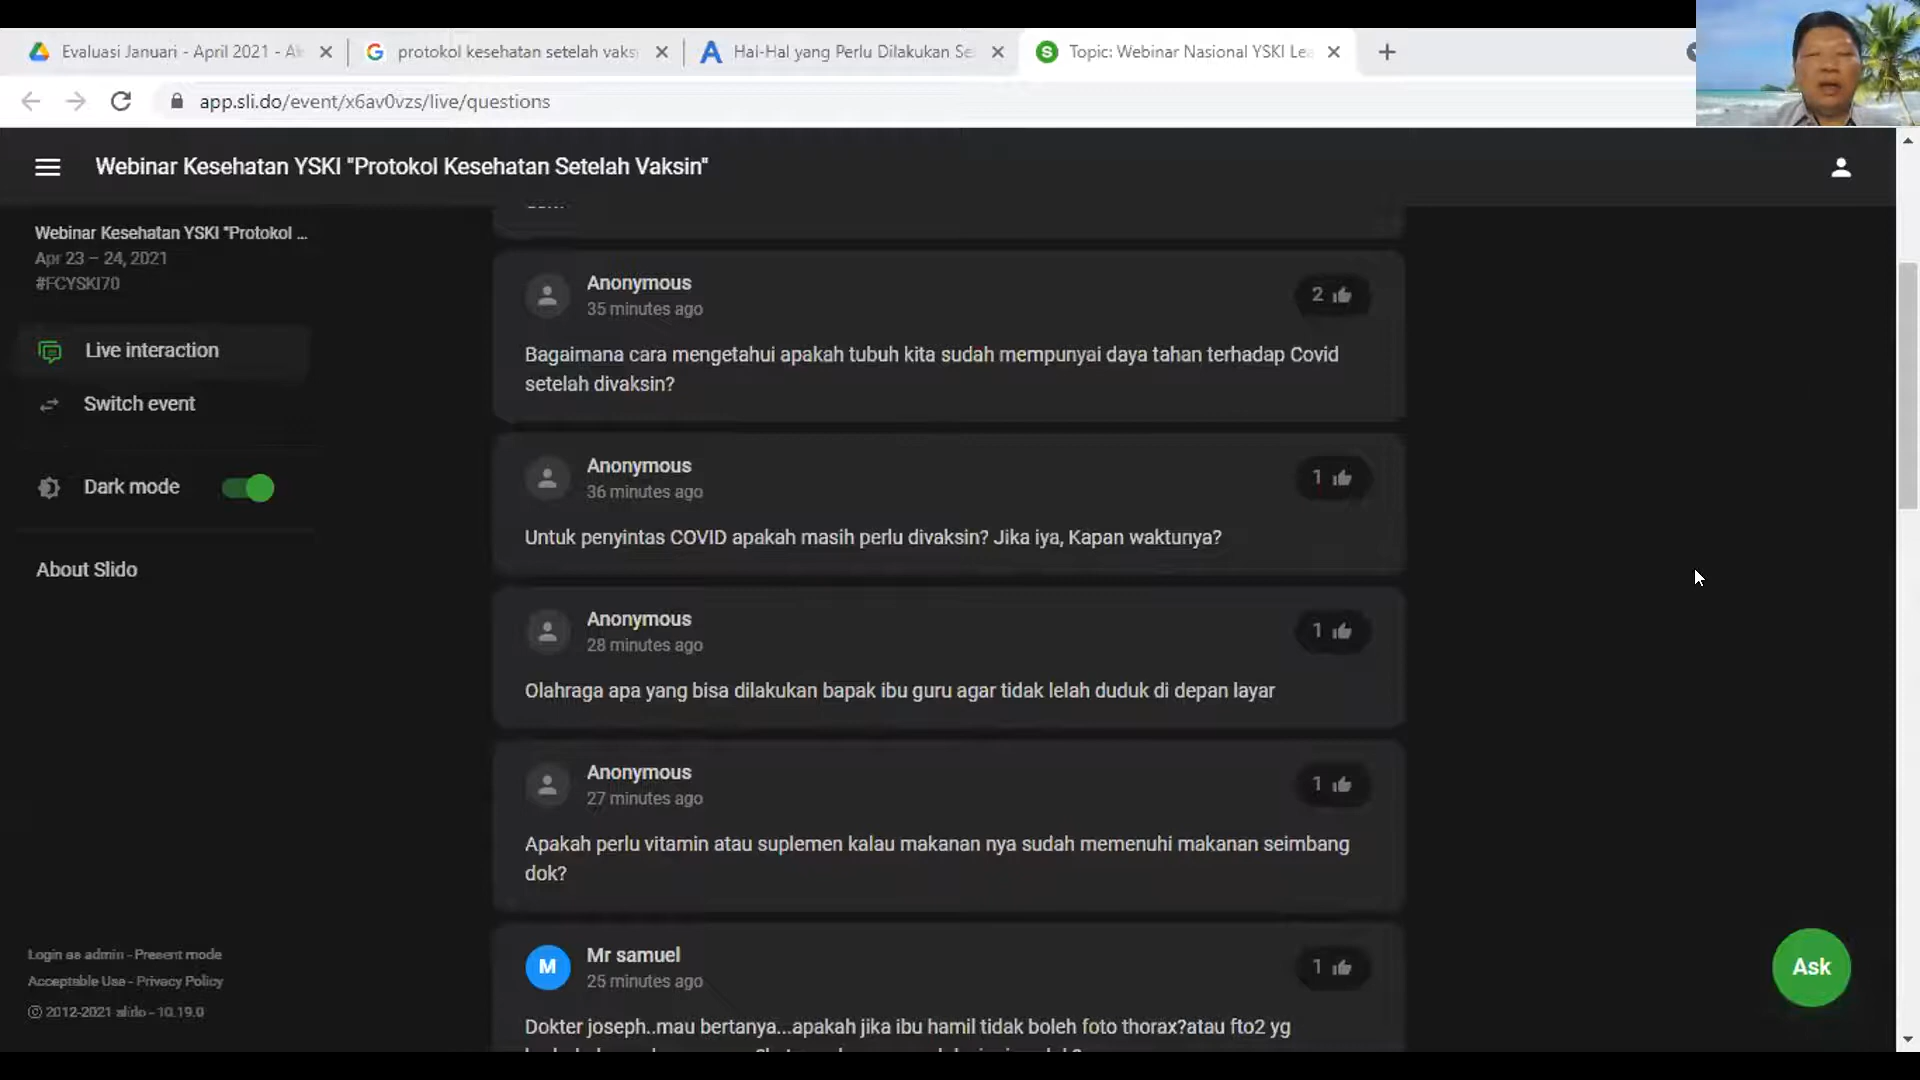 Evaluasi Januari - April 2021 - A
protokol kesehatan setelah vaks
Hal-Hal yang Perlu Dilakukan Se
Topic: Webinar Nasional YSKI Lea
app.sli.do/event/x6av0vzs/live/questions
Webinar Kesehatan YSKI "Protokol Kesehatan Setelah Vaksin"
Webinar Kesehatan YSKI "Protokol ...
Apr 23 – 24, 2021
#FCYSKI70
Live interaction
Switch event
Dark mode
About Slido
Login as admin - Present mode
Acceptable Use - Privacy Policy
© 2012-2021 slido - 10.19.0
Anonymous
35 minutes ago
2
Bagaimana cara mengetahui apakah tubuh kita sudah mempunyai daya tahan terhadap Covid
setelah divaksin?
Anonymous
36 minutes ago
1
Untuk penyintas COVID apakah masih perlu divaksin? Jika iya, Kapan waktunya?
Anonymous
28 minutes ago
1
Olahraga apa yang bisa dilakukan bapak ibu guru agar tidak lelah duduk di depan layar
Anonymous
27 minutes ago
1
Apakah perlu vitamin atau suplemen kalau makanan nya sudah memenuhi makanan seimbang
dok?
M
Mr samuel
25 minutes ago
1
Dokter joseph..mau bertanya...apakah jika ibu hamil tidak boleh foto thorax?atau fto2 yg
Ask